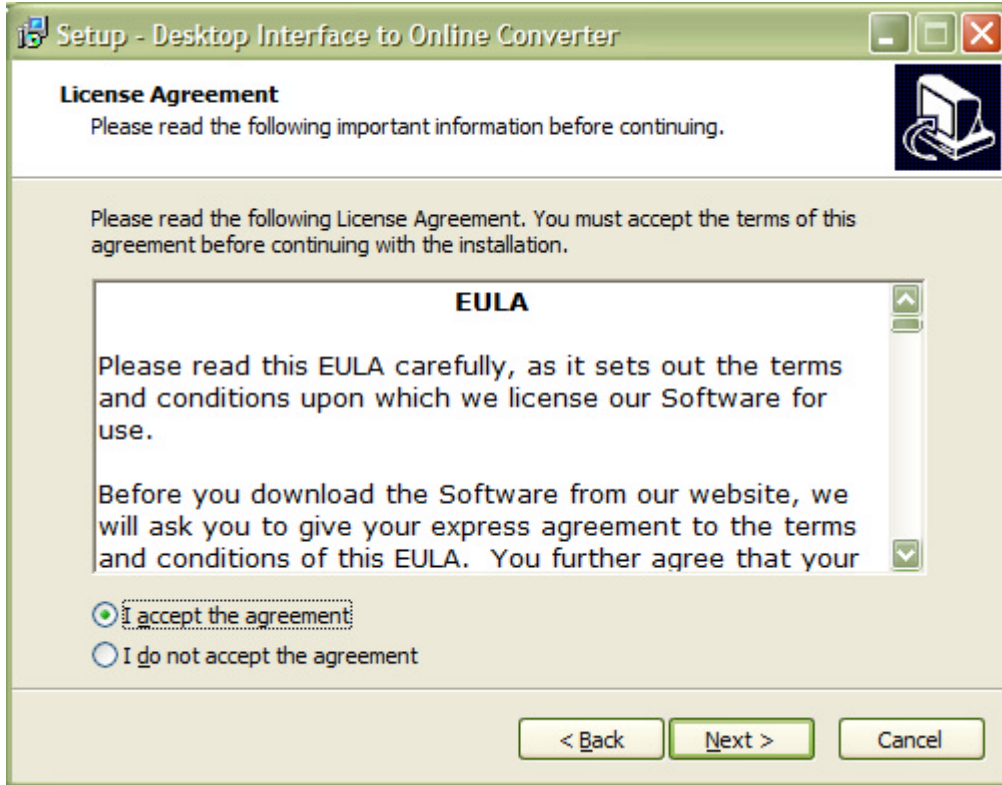 Setup - Desktop Interface to Online Converter
License Agreement
Please read the following important information before continuing.
Please read the following License Agreement. You must accept the terms of this
agreement before continuing with the installation.
EULA
Please read this EULA carefully, as it sets out the terms
and conditions upon which we license our Software for
use.
Before you download the Software from our website, we
will ask you to give your express agreement to the terms
and conditions of this EULA.  You further agree that your
I accept the agreement
I do not accept the agreement
< Back
Next >
Cancel